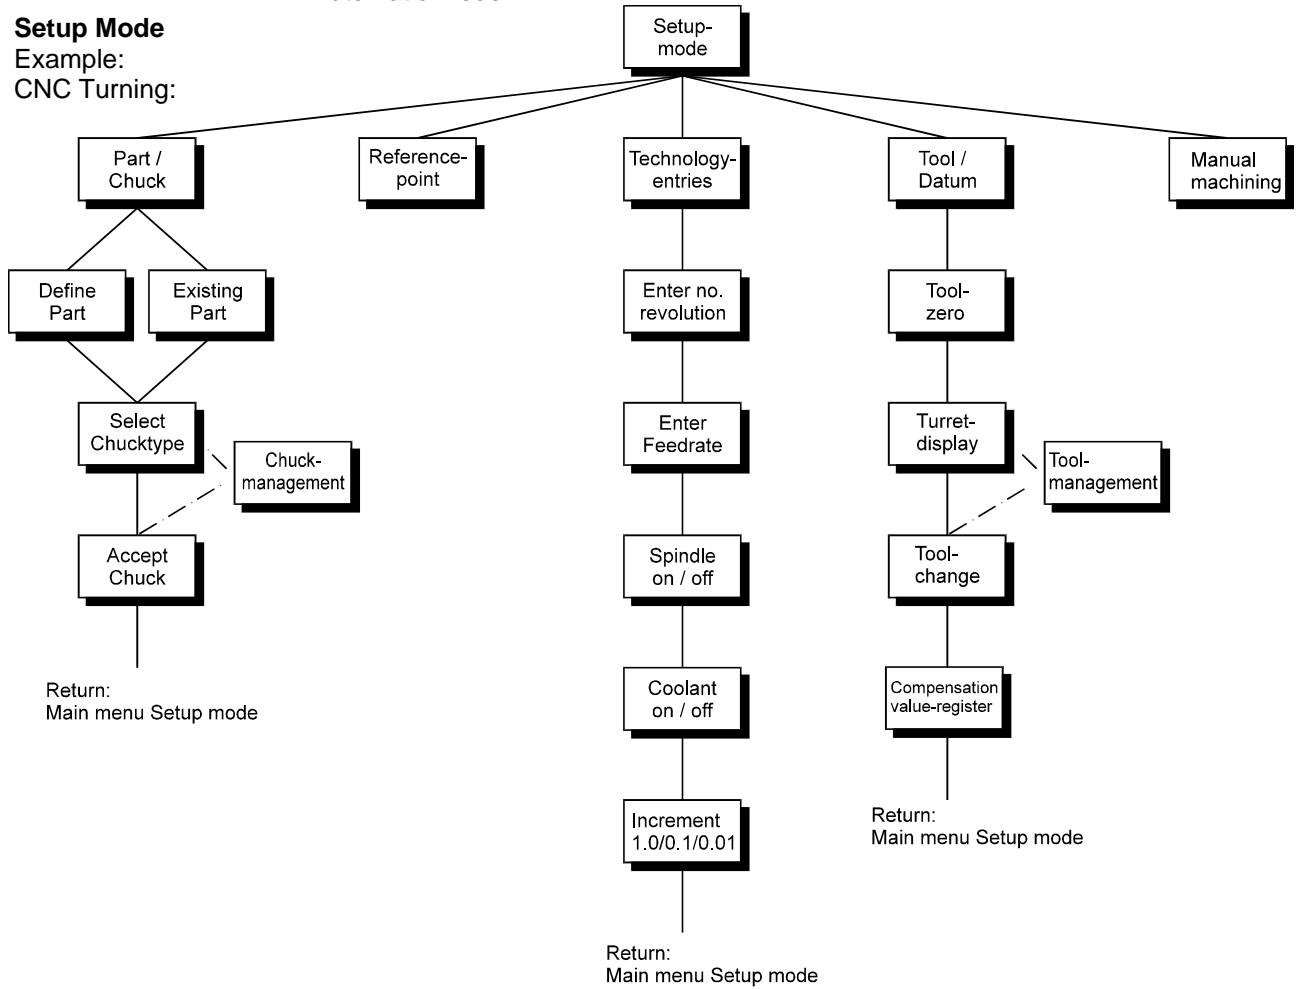 Setup Mode
Example:
CNC Turning:
Setup-
mode
Part /
Chuck
Reference-
point
Technology-
entries
Tool /
Datum
Manual
machining
Define
Part
Existing
Part
Enter no.
revolution
Tool-
zero
Select
Chucktype
Chuck-
management
Enter
Feedrate
Turret-
display
Tool-
management
Accept
Chuck
Spindle
on / off
Tool-
change
Return:
Main menu Setup mode
Coolant
on / off
Compensation
value-register
Increment
1.0/0.1/0.01
Return:
Main menu Setup mode
Return:
Main menu Setup mode